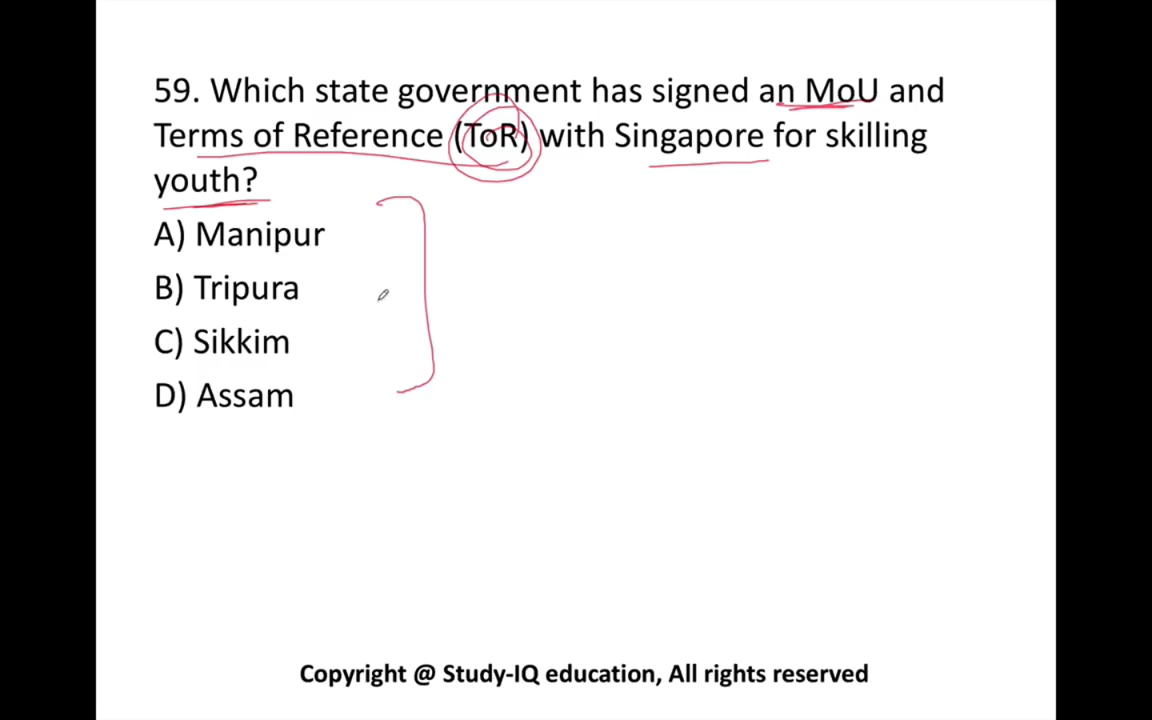 59. Which state government has signed an MoU and
Terms of Reference (ToR) with Singapore for skilling
youth?
A) Manipur
B) Tripura
C) Sikkim
D) Assam
Copyright @ Study-IQ education, All rights reserved